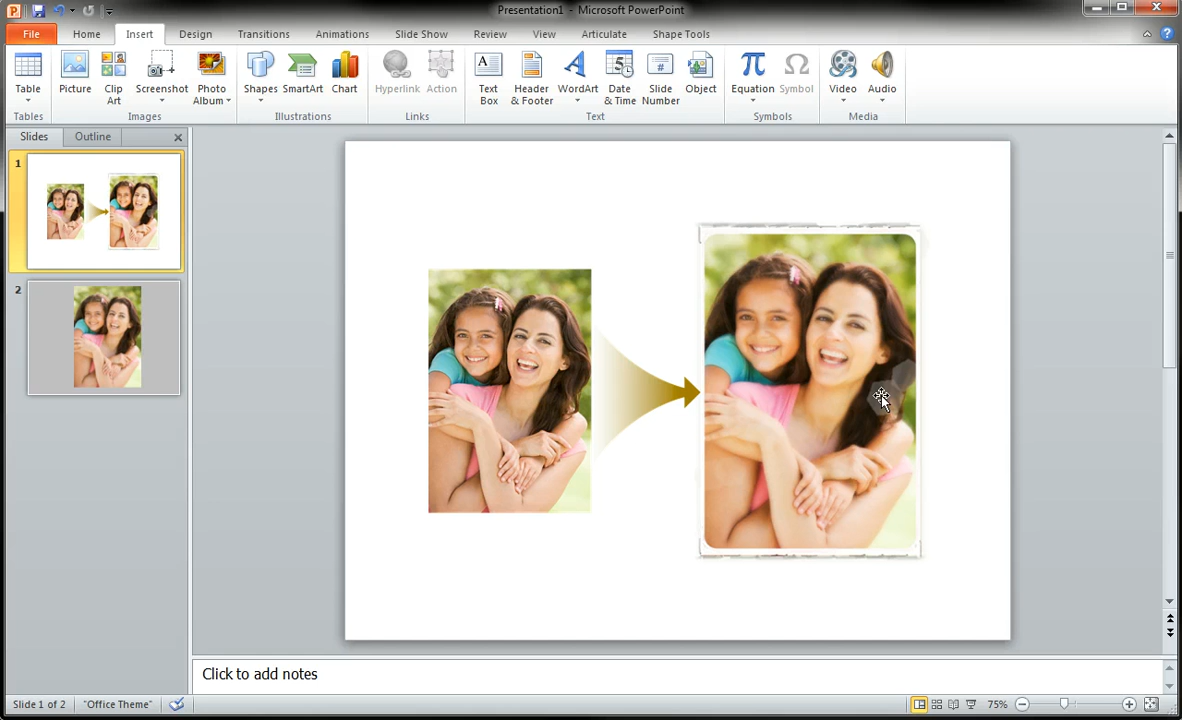 Presentation1 - Microsoft PowerPoint
File Home Insert Design Transitions Animations Slide Show Review View Articulate Shape Tools
Table Picture Clip Art Screenshot Photo Album Shapes SmartArt Chart Hyperlink Action Text Box Header & Footer WordArt Date & Time Slide Number Object Equation Symbol Video Audio
Tables Images Illustrations Links Text Symbols Media
Slides Outline
1
2
Click to add notes
Slide 1 of 2 "Office Theme" 75%